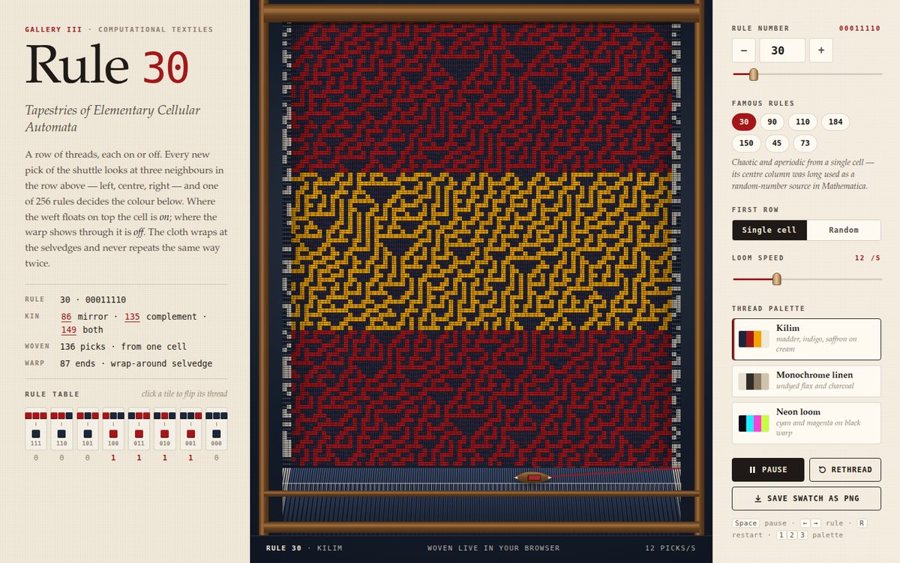 GALLERY III · COMPUTATIONAL TEXTILES
Rule 30
Tapestries of Elementary Cellular
Automata
A row of threads, each on or off. Every new
pick of the shuttle looks at three neighbours in
the row above — left, centre, right — and one
of 256 rules decides the colour below. Where
the weft floats on top the cell is on; where the
warp shows through it is off. The cloth wraps at
the selvedges and never repeats the same way
twice.
RULE 30 · 00011110
KIN 86 mirror · 135 complement ·
149 both
WOVEN 136 picks · from one cell
WARP 87 ends · wrap-around selvedge
RULE TABLE click a tile to flip its thread
111 110 101 100 011 010 001 000
0 0 0 1 1 1 1 0
RULE 30 · KILIM WOVEN LIVE IN YOUR BROWSER 12 PICKS/S
RULE NUMBER 00011110
− 30 +
FAMOUS RULES
30 90 110 184
150 45 73
Chaotic and aperiodic from a single cell —
its centre column was long used as a
random-number source in Mathematica.
FIRST ROW
Single cell Random
LOOM SPEED 12 /S
THREAD PALETTE
Kilim
madder, indigo, saffron on
cream
Monochrome linen
undyed flax and charcoal
Neon loom
cyan and magenta on black
warp
PAUSE RETHREAD
SAVE SWATCH AS PNG
Space pause · ← → rule · R
restart · 1 2 3 palette